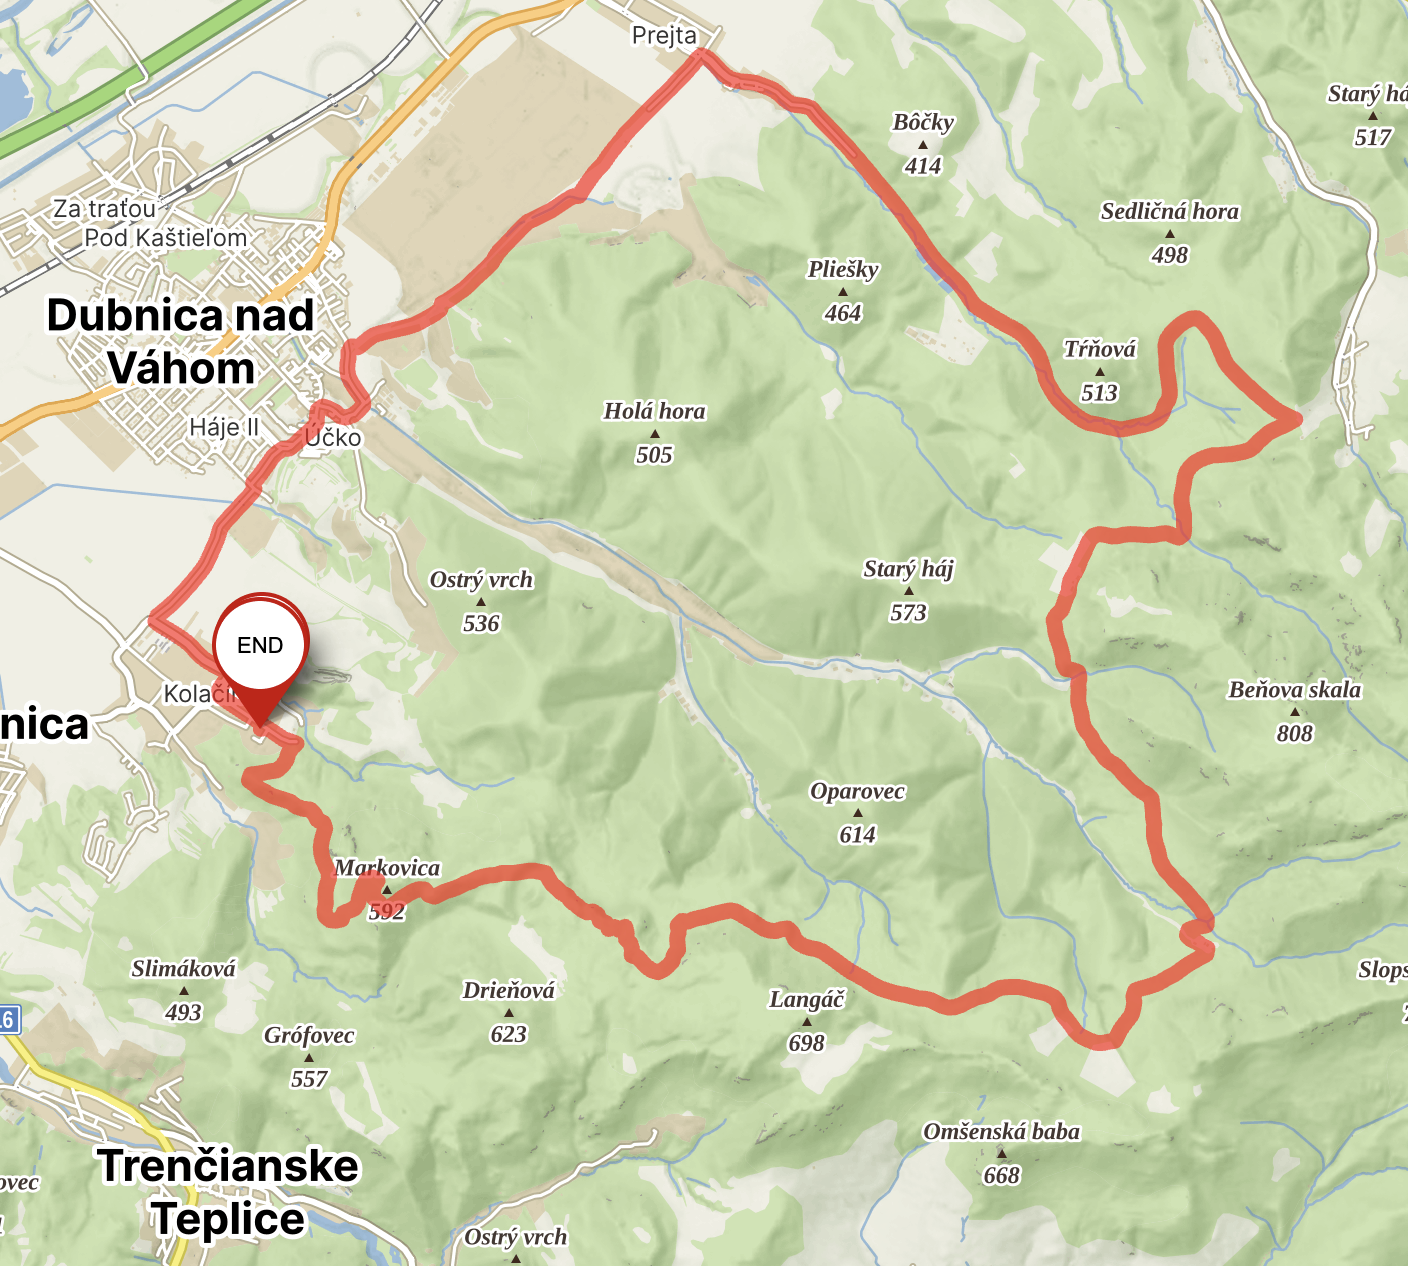 Prejta
Starý há
517
Bôčky
414
Za traťou
Pod Kaštieľom
Sedličná hora
498
Pliešky
464
Dubnica nad
Váhom
Tŕňová
513
Háje II
Účko
Holá hora
505
Ostrý vrch
536
Starý háj
573
END
Kolačí
nica
Beňova skala
808
Oparovec
614
Markovica
592
Slimáková
493
Drieňová
623
Langáč
698
Slops
Grófovec
557
Omšenská baba
668
Trenčianske
Teplice
ovec
Ostrý vrch